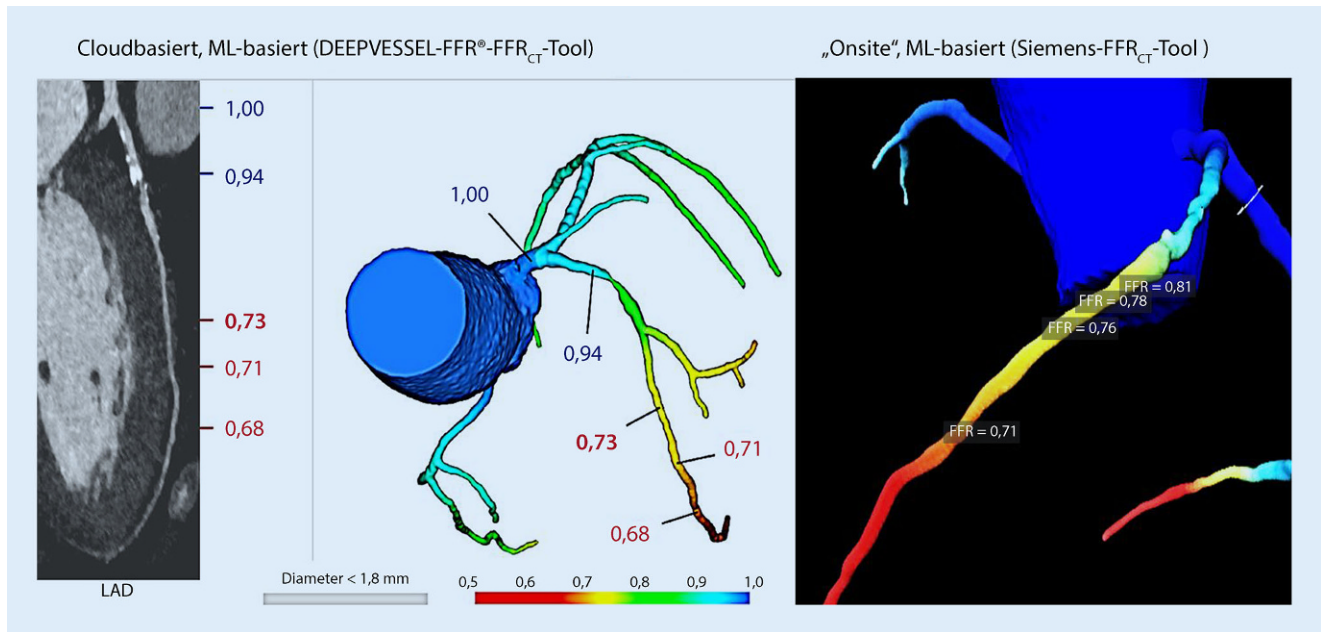 Cloudbasiert, ML-basiert (DEEPVESSEL-FFR®-FFRCT-Tool)
„Onsite“, ML-basiert (Siemens-FFRCT-Tool )
1,00
0,94
0,73
0,71
0,68
LAD
1,00
0,94
0,73
0,71
0,68
Diameter < 1,8 mm
0,5 0,6 0,7 0,8 0,9 1,0
FFR = 0,81
FFR = 0,78
FFR = 0,76
FFR = 0,71